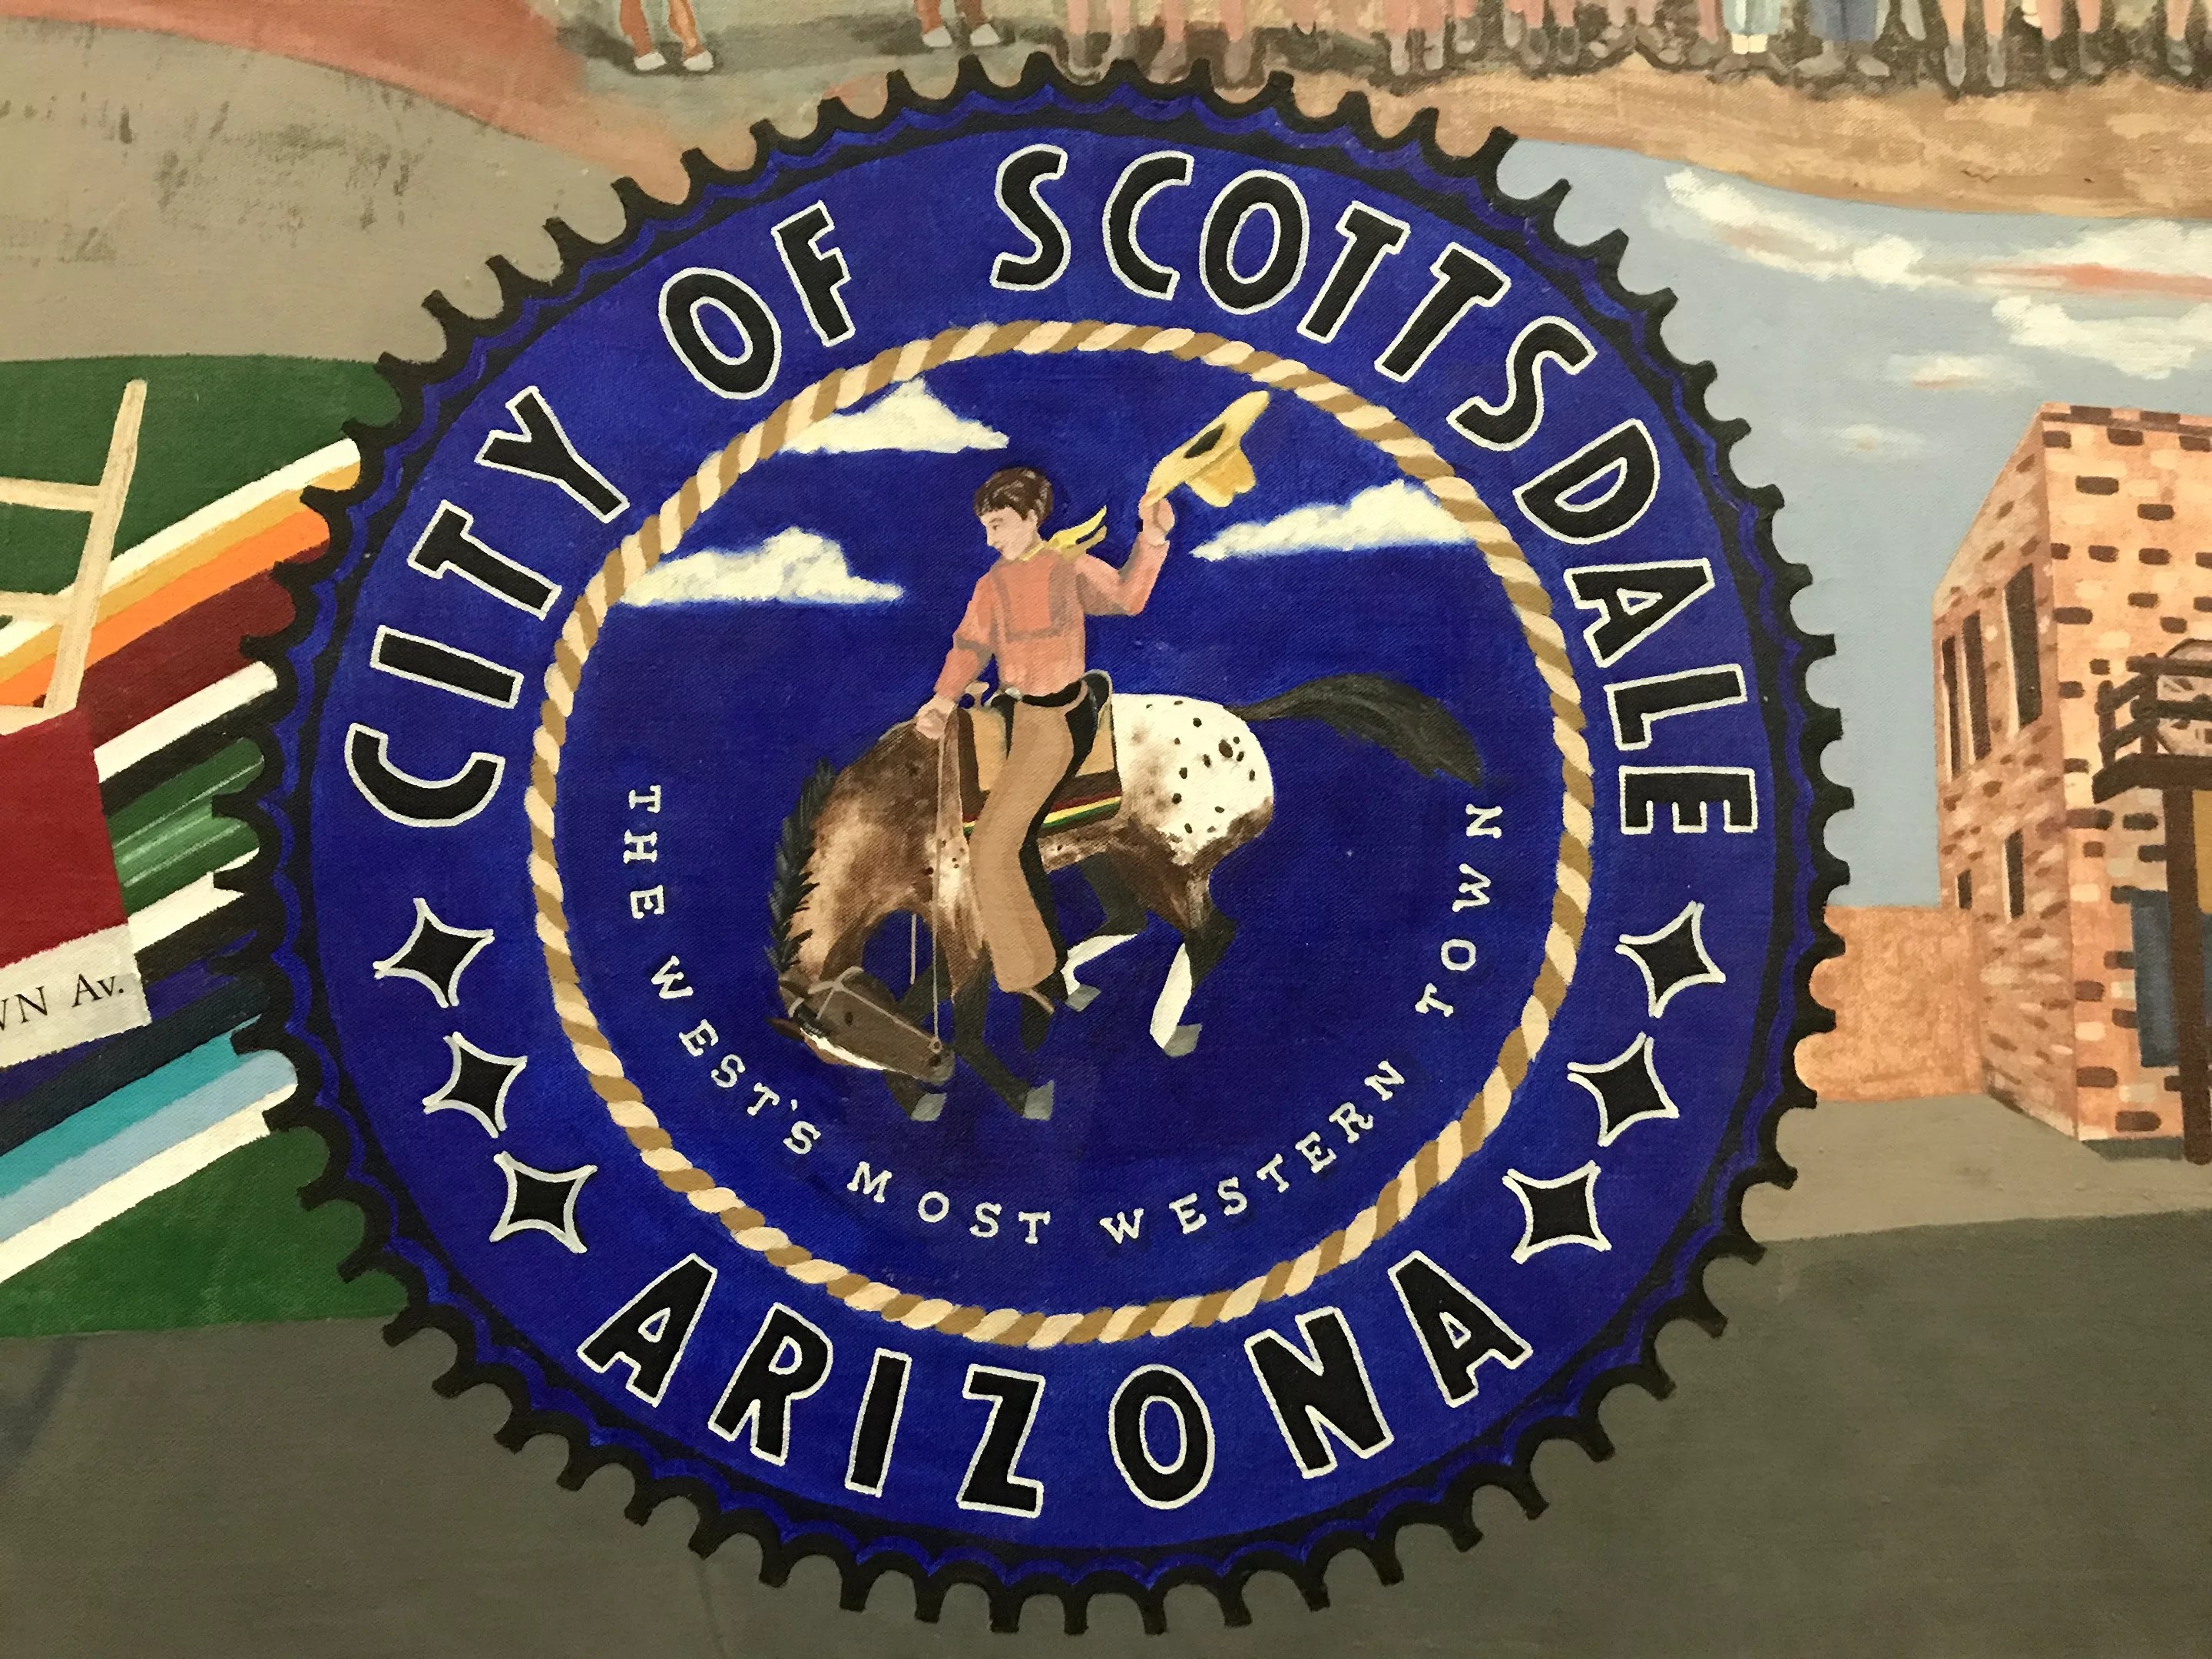 CITY OF SCOTTSDALE
THE WEST'S MOST WESTERN TOWN
ARIZONA
Av.